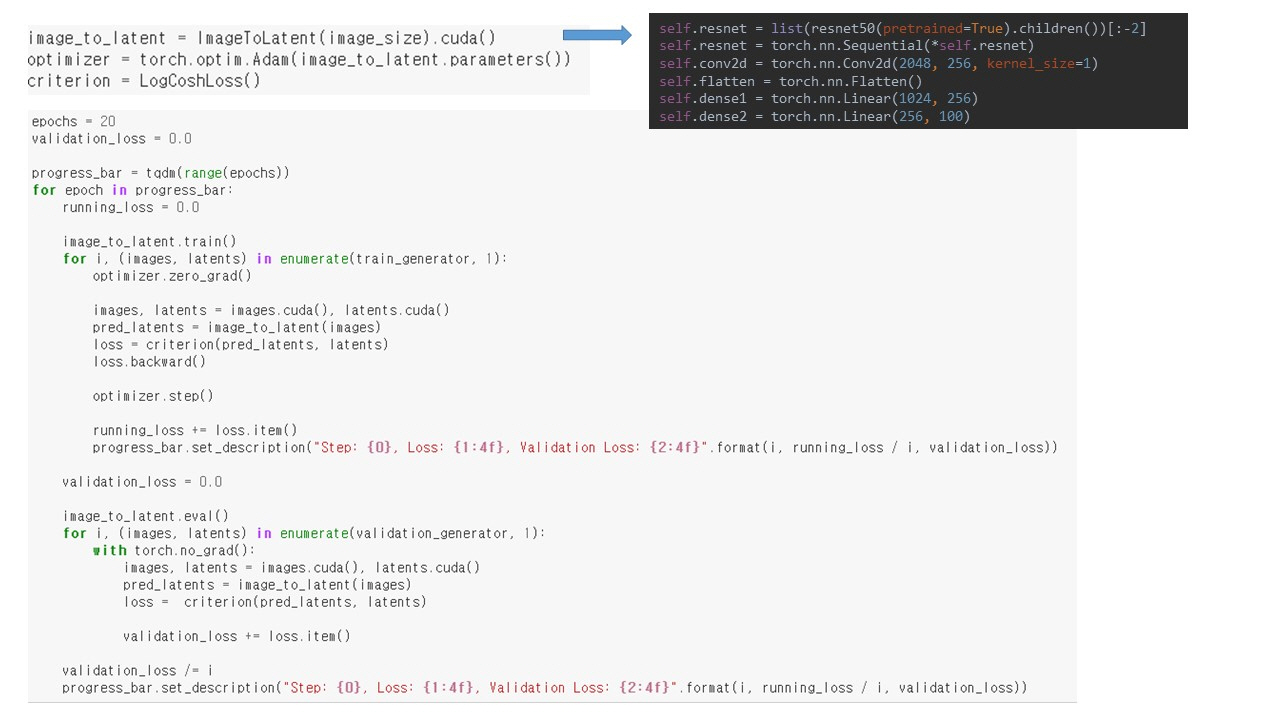 image_to_latent = ImageToLatent(image_size).cuda()
optimizer = torch.optim.Adam(image_to_latent.parameters())
criterion = LogCoshLoss()
self.resnet = list(resnet50(pretrained=True).children())[:-2]
self.resnet = torch.nn.Sequential(*self.resnet)
self.conv2d = torch.nn.Conv2d(2048, 256, kernel_size=1)
self.flatten = torch.nn.Flatten()
self.dense1 = torch.nn.Linear(1024, 256)
self.dense2 = torch.nn.Linear(256, 100)
epochs = 20
validation_loss = 0.0
progress_bar = tqdm(range(epochs))
for epoch in progress_bar:
    running_loss = 0.0
    image_to_latent.train()
    for i, (images, latents) in enumerate(train_generator, 1):
        optimizer.zero_grad()
        images, latents = images.cuda(), latents.cuda()
        pred_latents = image_to_latent(images)
        loss = criterion(pred_latents, latents)
        loss.backward()
        optimizer.step()
        running_loss += loss.item()
        progress_bar.set_description("Step: {0}, Loss: {1:4f}, Validation Loss: {2:4f}".format(i, running_loss / i, validation_loss))
    validation_loss = 0.0
    image_to_latent.eval()
    for i, (images, latents) in enumerate(validation_generator, 1):
        with torch.no_grad():
            images, latents = images.cuda(), latents.cuda()
            pred_latents = image_to_latent(images)
            loss =  criterion(pred_latents, latents)
            validation_loss += loss.item()
    validation_loss /= i
    progress_bar.set_description("Step: {0}, Loss: {1:4f}, Validation Loss: {2:4f}".format(i, running_loss / i, validation_loss))